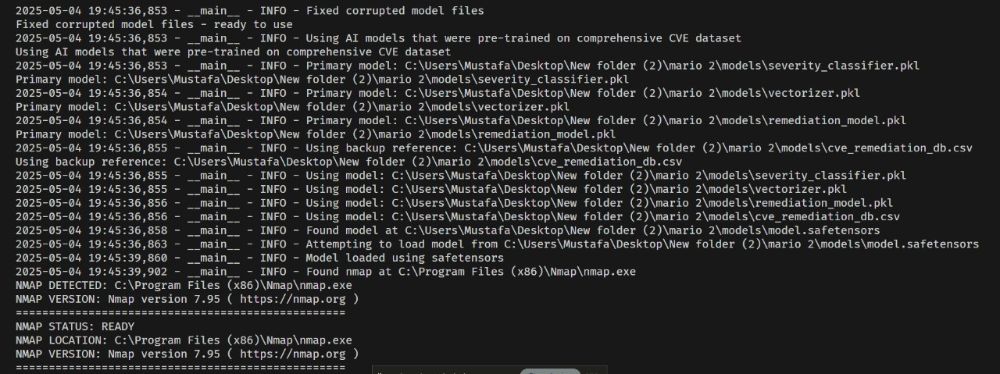 2025-05-04 19:45:36,853 - __main__ - INFO - Fixed corrupted model files
Fixed corrupted model files - ready to use
2025-05-04 19:45:36,853 - __main__ - INFO - Using AI models that were pre-trained on comprehensive CVE dataset
Using AI models that were pre-trained on comprehensive CVE dataset
2025-05-04 19:45:36,853 - __main__ - INFO - Primary model: C:\Users\Mustafa\Desktop\New folder (2)\mario 2\models\severity_classifier.pkl
Primary model: C:\Users\Mustafa\Desktop\New folder (2)\mario 2\models\severity_classifier.pkl
2025-05-04 19:45:36,854 - __main__ - INFO - Primary model: C:\Users\Mustafa\Desktop\New folder (2)\mario 2\models\vectorizer.pkl
Primary model: C:\Users\Mustafa\Desktop\New folder (2)\mario 2\models\vectorizer.pkl
2025-05-04 19:45:36,854 - __main__ - INFO - Primary model: C:\Users\Mustafa\Desktop\New folder (2)\mario 2\models\remediation_model.pkl
Primary model: C:\Users\Mustafa\Desktop\New folder (2)\mario 2\models\remediation_model.pkl
2025-05-04 19:45:36,855 - __main__ - INFO - Using backup reference: C:\Users\Mustafa\Desktop\New folder (2)\mario 2\models\cve_remediation_db.csv
Using backup reference: C:\Users\Mustafa\Desktop\New folder (2)\mario 2\models\cve_remediation_db.csv
2025-05-04 19:45:36,855 - __main__ - INFO - Using model: C:\Users\Mustafa\Desktop\New folder (2)\mario 2\models\severity_classifier.pkl
2025-05-04 19:45:36,855 - __main__ - INFO - Using model: C:\Users\Mustafa\Desktop\New folder (2)\mario 2\models\vectorizer.pkl
2025-05-04 19:45:36,856 - __main__ - INFO - Using model: C:\Users\Mustafa\Desktop\New folder (2)\mario 2\models\remediation_model.pkl
2025-05-04 19:45:36,856 - __main__ - INFO - Using model: C:\Users\Mustafa\Desktop\New folder (2)\mario 2\models\cve_remediation_db.csv
2025-05-04 19:45:36,858 - __main__ - INFO - Found model at C:\Users\Mustafa\Desktop\New folder (2)\mario 2\models\model.safetensors
2025-05-04 19:45:36,863 - __main__ - INFO - Attempting to load model from C:\Users\Mustafa\Desktop\New folder (2)\mario 2\models\model.safetensors
2025-05-04 19:45:39,860 - __main__ - INFO - Model loaded using safetensors
2025-05-04 19:45:39,902 - __main__ - INFO - Found nmap at C:\Program Files (x86)\Nmap\nmap.exe
NMAP DETECTED: C:\Program Files (x86)\Nmap\nmap.exe
NMAP VERSION: Nmap version 7.95 ( https://nmap.org )
==================================================
NMAP STATUS: READY
NMAP LOCATION: C:\Program Files (x86)\Nmap\nmap.exe
NMAP VERSION: Nmap version 7.95 ( https://nmap.org )
==================================================